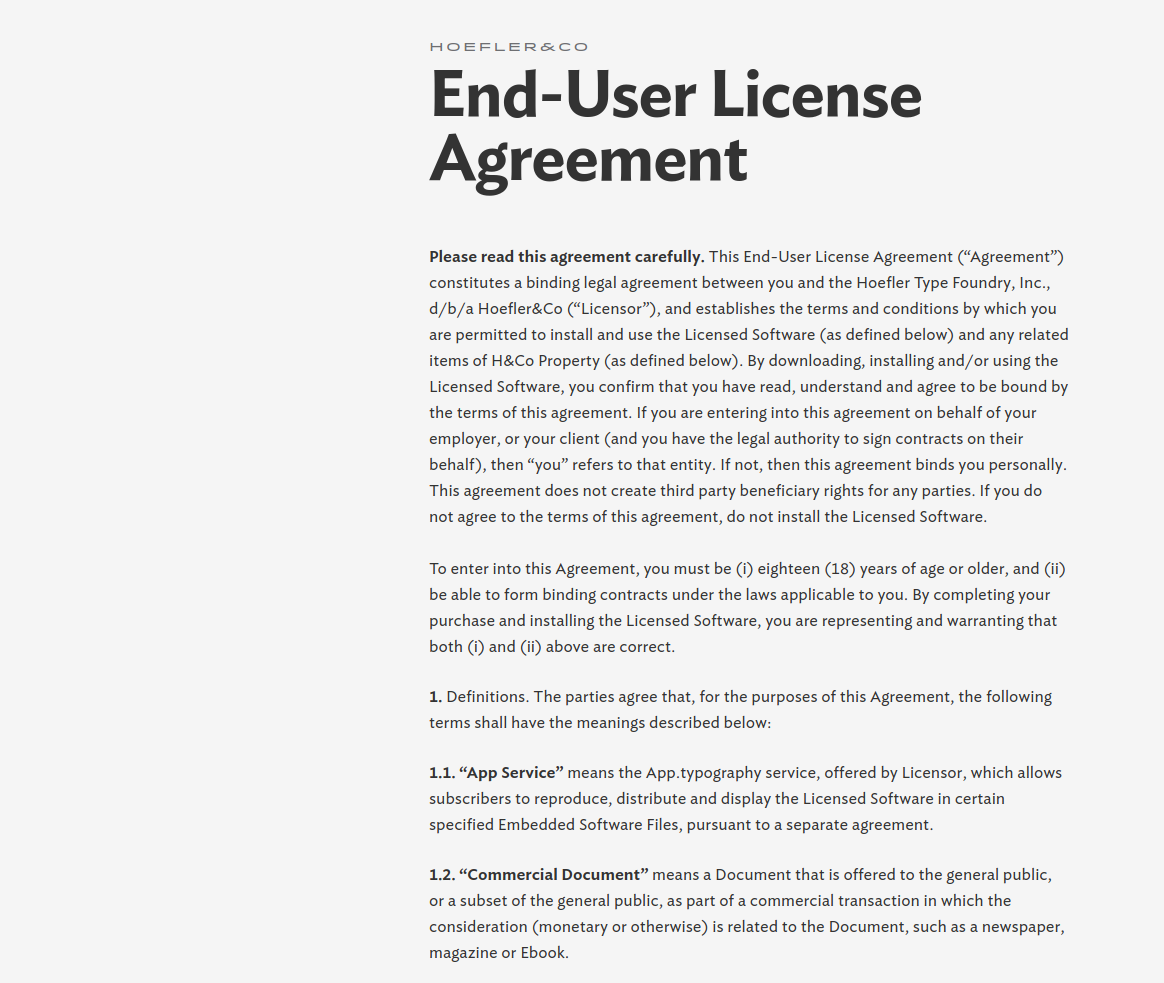 HOEFLER&CO
End-User License
Agreement
Please read this agreement carefully. This End-User License Agreement (“Agreement”)
constitutes a binding legal agreement between you and the Hoefler Type Foundry, Inc.,
d/b/a Hoefler&Co (“Licensor”), and establishes the terms and conditions by which you
are permitted to install and use the Licensed Software (as defined below) and any related
items of H&Co Property (as defined below). By downloading, installing and/or using the
Licensed Software, you confirm that you have read, understand and agree to be bound by
the terms of this agreement. If you are entering into this agreement on behalf of your
employer, or your client (and you have the legal authority to sign contracts on their
behalf), then “you” refers to that entity. If not, then this agreement binds you personally.
This agreement does not create third party beneficiary rights for any parties. If you do
not agree to the terms of this agreement, do not install the Licensed Software.
To enter into this Agreement, you must be (i) eighteen (18) years of age or older, and (ii)
be able to form binding contracts under the laws applicable to you. By completing your
purchase and installing the Licensed Software, you are representing and warranting that
both (i) and (ii) above are correct.
1. Definitions. The parties agree that, for the purposes of this Agreement, the following
terms shall have the meanings described below:
1.1. “App Service” means the App.typography service, offered by Licensor, which allows
subscribers to reproduce, distribute and display the Licensed Software in certain
specified Embedded Software Files, pursuant to a separate agreement.
1.2. “Commercial Document” means a Document that is offered to the general public,
or a subset of the general public, as part of a commercial transaction in which the
consideration (monetary or otherwise) is related to the Document, such as a newspaper,
magazine or Ebook.